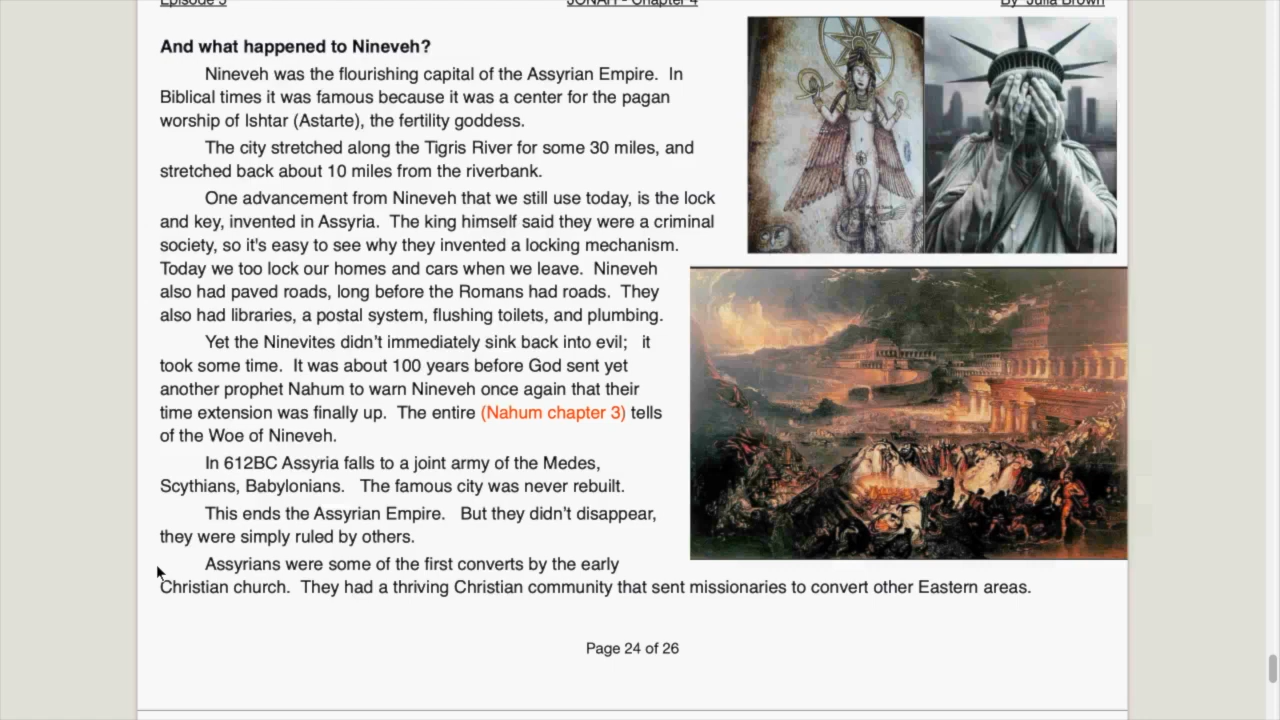 Episode 3 JONAH - Chapter 4 By Julia Brown
And what happened to Nineveh?
Nineveh was the flourishing capital of the Assyrian Empire. In
Biblical times it was famous because it was a center for the pagan
worship of Ishtar (Astarte), the fertility goddess.
The city stretched along the Tigris River for some 30 miles, and
stretched back about 10 miles from the riverbank.
One advancement from Nineveh that we still use today, is the lock
and key, invented in Assyria. The king himself said they were a criminal
society, so it's easy to see why they invented a locking mechanism.
Today we too lock our homes and cars when we leave. Nineveh
also had paved roads, long before the Romans had roads. They
also had libraries, a postal system, flushing toilets, and plumbing.
Yet the Ninevites didn't immediately sink back into evil; it
took some time. It was about 100 years before God sent yet
another prophet Nahum to warn Nineveh once again that their
time extension was finally up. The entire (Nahum chapter 3) tells
of the Woe of Nineveh.
In 612BC Assyria falls to a joint army of the Medes,
Scythians, Babylonians. The famous city was never rebuilt.
This ends the Assyrian Empire. But they didn't disappear,
they were simply ruled by others.
Assyrians were some of the first converts by the early
Christian church. They had a thriving Christian community that sent missionaries to convert other Eastern areas.
Page 24 of 26